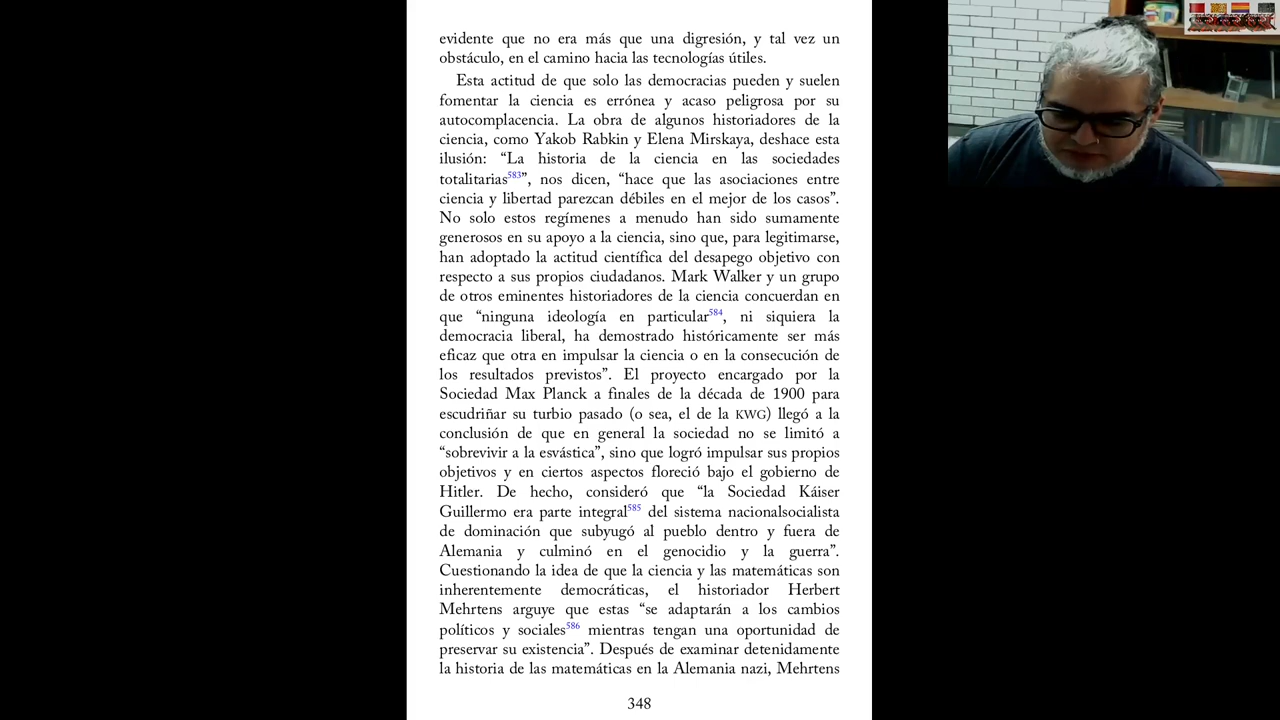 evidente que no era más que una digresión, y tal vez un
obstáculo, en el camino hacia las tecnologías útiles.
Esta actitud de que solo las democracias pueden y suelen
fomentar la ciencia es errónea y acaso peligrosa por su
autocomplacencia. La obra de algunos historiadores de la
ciencia, como Yakob Rabkin y Elena Mirskaya, deshace esta
ilusión: “La historia de la ciencia en las sociedades
totalitarias583”, nos dicen, “hace que las asociaciones entre
ciencia y libertad parezcan débiles en el mejor de los casos”.
No solo estos regímenes a menudo han sido sumamente
generosos en su apoyo a la ciencia, sino que, para legitimarse,
han adoptado la actitud científica del desapego objetivo con
respecto a sus propios ciudadanos. Mark Walker y un grupo
de otros eminentes historiadores de la ciencia concuerdan en
que “ninguna ideología en particular584, ni siquiera la
democracia liberal, ha demostrado históricamente ser más
eficaz que otra en impulsar la ciencia o en la consecución de
los resultados previstos”. El proyecto encargado por la
Sociedad Max Planck a finales de la década de 1900 para
escudriñar su turbio pasado (o sea, el de la KWG) llegó a la
conclusión de que en general la sociedad no se limitó a
“sobrevivir a la esvástica”, sino que logró impulsar sus propios
objetivos y en ciertos aspectos floreció bajo el gobierno de
Hitler. De hecho, consideró que “la Sociedad Káiser
Guillermo era parte integral585 del sistema nacionalsocialista
de dominación que subyugó al pueblo dentro y fuera de
Alemania y culminó en el genocidio y la guerra”.
Cuestionando la idea de que la ciencia y las matemáticas son
inherentemente democráticas, el historiador Herbert
Mehrtens arguye que estas “se adaptarán a los cambios
políticos y sociales586 mientras tengan una oportunidad de
preservar su existencia”. Después de examinar detenidamente
la historia de las matemáticas en la Alemania nazi, Mehrtens
348